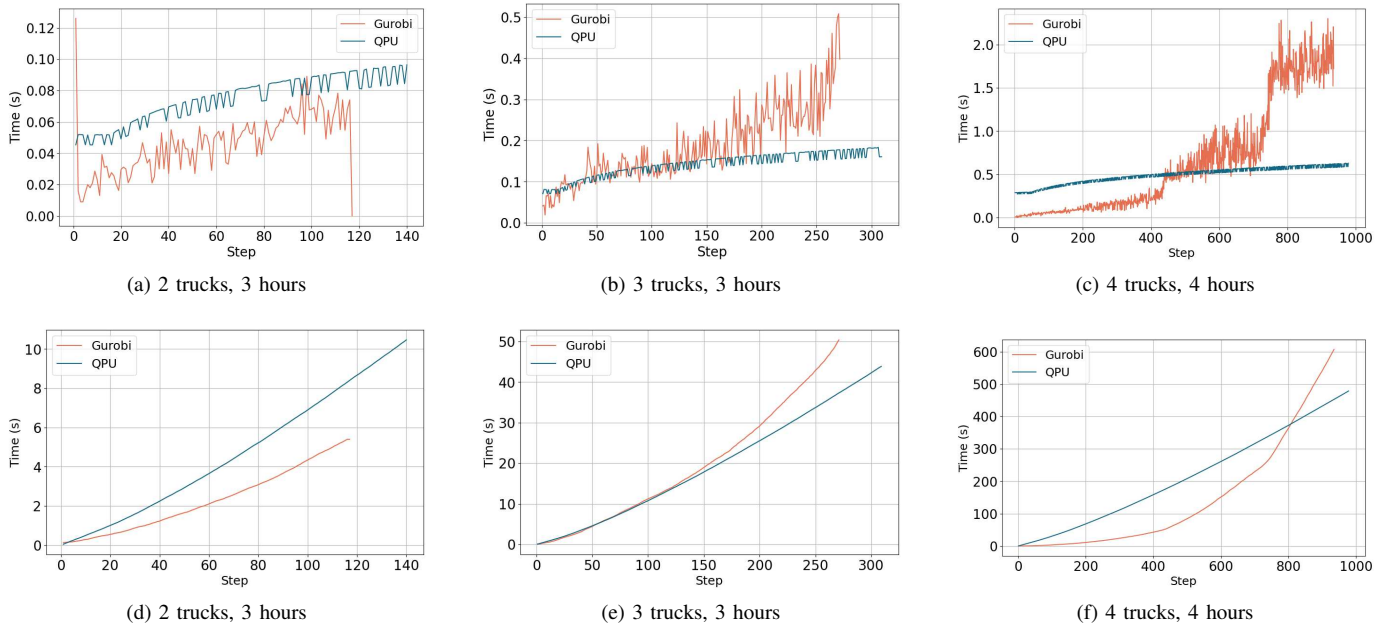 0.12
0.10
0.08
0.06
0.04
0.02
0.00
Time (s)
Gurobi
QPU
0 20 40 60 80 100 120 140
Step
(a) 2 trucks, 3 hours
0.5
0.4
0.3
0.2
0.1
0.0
Time (s)
Gurobi
QPU
0 50 100 150 200 250 300
Step
(b) 3 trucks, 3 hours
2.0
1.5
1.0
0.5
0.0
Time (s)
Gurobi
QPU
0 200 400 600 800 1000
Step
(c) 4 trucks, 4 hours
10
8
6
4
2
0
Time (s)
Gurobi
QPU
0 20 40 60 80 100 120 140
Step
(d) 2 trucks, 3 hours
50
40
30
20
10
0
Time (s)
Gurobi
QPU
0 50 100 150 200 250 300
Step
(e) 3 trucks, 3 hours
600
500
400
300
200
100
0
Time (s)
Gurobi
QPU
0 200 400 600 800 1000
Step
(f) 4 trucks, 4 hours